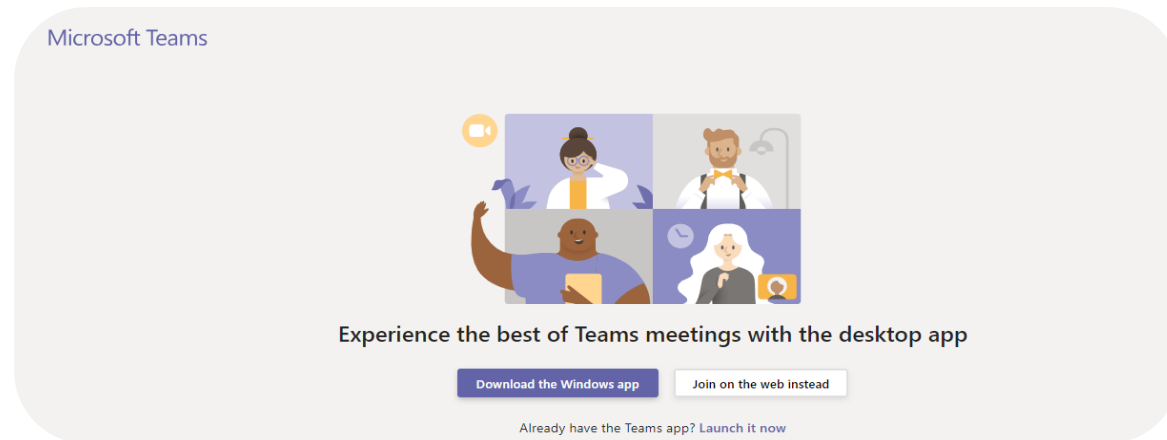 Microsoft Teams
Experience the best of Teams meetings with the desktop app
Download the Windows app
Join on the web instead
Already have the Teams app? Launch it now